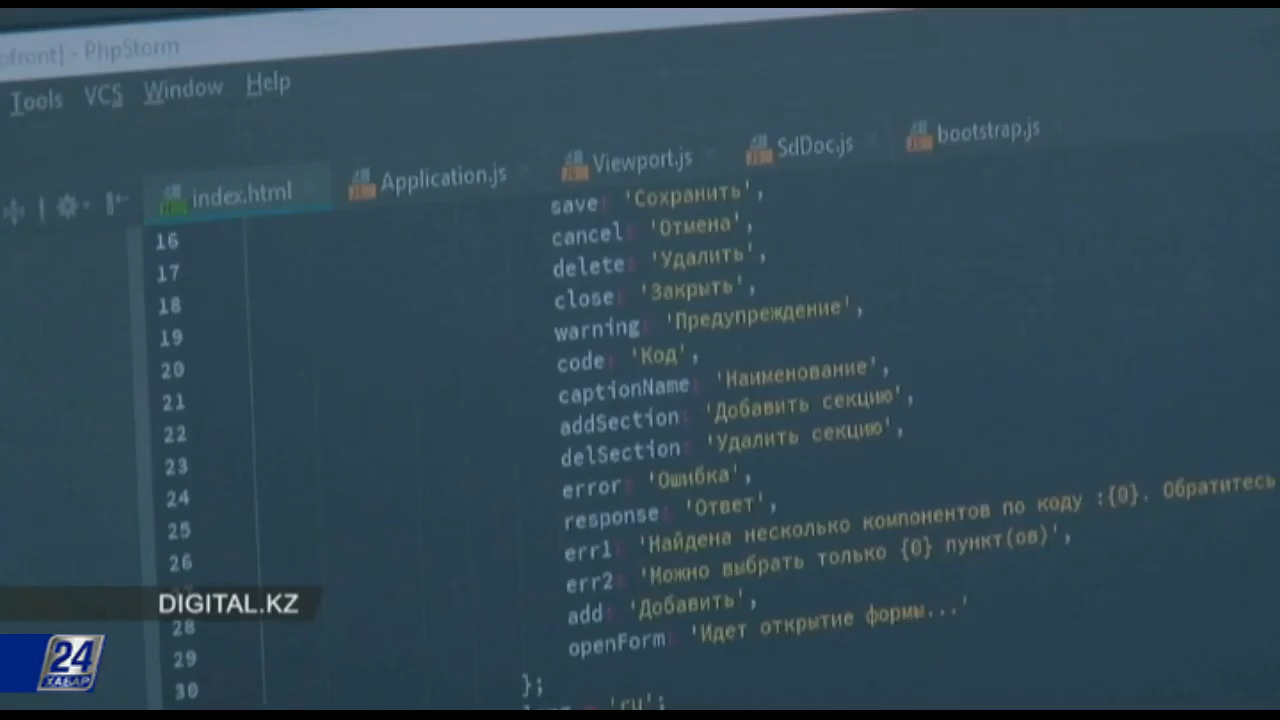 - PhpStorm
Tools VCS Window Help
index.html Application.js Viewport.js SdDoc.js bootstrap.js
16 save: 'Сохранить',
17 cancel: 'Отмена',
18 delete: 'Удалить',
19 close: 'Закрыть',
20 warning: 'Предупреждение',
21 code: 'Код',
22 captionName: 'Наименование',
23 addSection: 'Добавить секцию',
24 delSection: 'Удалить секцию',
25 error: 'Ошибка',
26 response: 'Ответ',
err1: 'Найдена несколько компонентов по коду :{0}. Обратитесь
28 err2: 'Можно выбрать только {0} пункт(ов)',
29 add: 'Добавить',
30 openForm: 'Идет открытие формы...'
};
'ru';
DIGITAL.KZ
24
ХАБАР